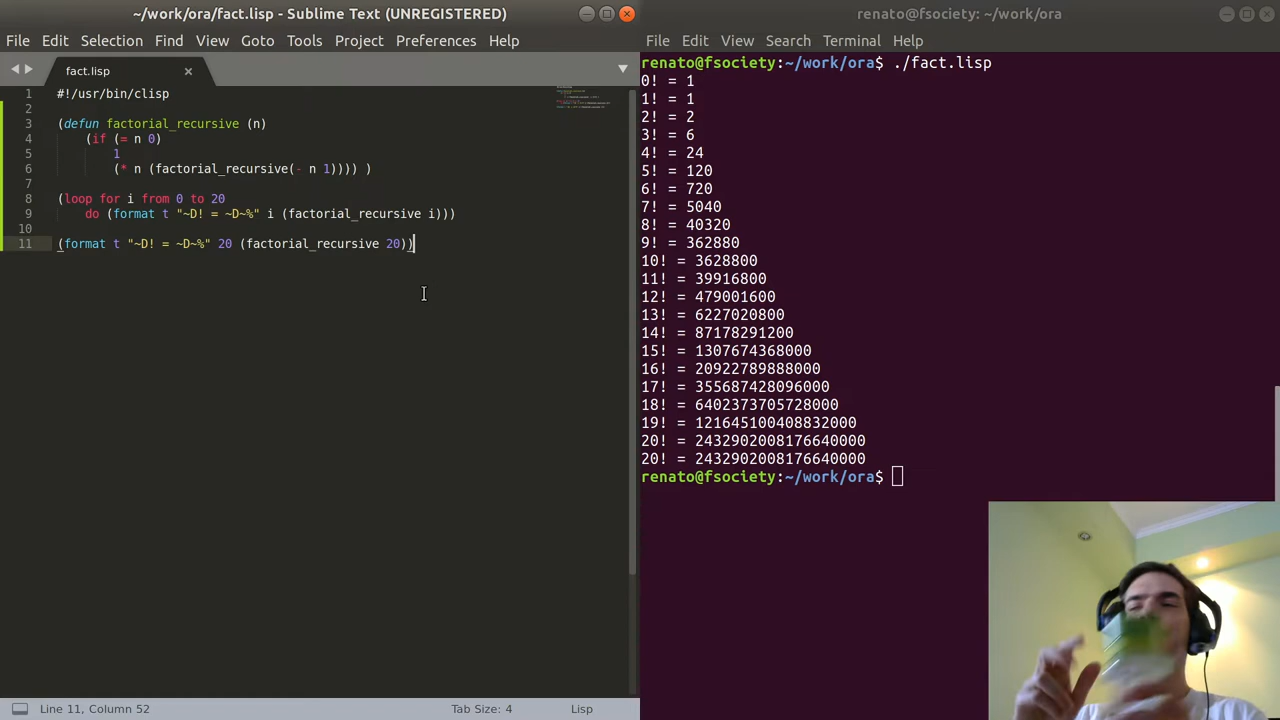 ~/work/ora/fact.lisp - Sublime Text (UNREGISTERED)
File Edit Selection Find View Goto Tools Project Preferences Help
fact.lisp
1 #!/usr/bin/clisp
2
3 (defun factorial_recursive (n)
4 (if (= n 0)
5 1
6 (* n (factorial_recursive(- n 1)))) )
7
8 (loop for i from 0 to 20
9 do (format t "~D! = ~D~%" i (factorial_recursive i)))
10
11 (format t "~D! = ~D~%" 20 (factorial_recursive 20))
Line 11, Column 52 Tab Size: 4 Lisp
renato@fsociety: ~/work/ora
File Edit View Search Terminal Help
renato@fsociety:~/work/ora$ ./fact.lisp
0! = 1
1! = 1
2! = 2
3! = 6
4! = 24
5! = 120
6! = 720
7! = 5040
8! = 40320
9! = 362880
10! = 3628800
11! = 39916800
12! = 479001600
13! = 6227020800
14! = 87178291200
15! = 1307674368000
16! = 20922789888000
17! = 355687428096000
18! = 6402373705728000
19! = 121645100408832000
20! = 2432902008176640000
20! = 2432902008176640000
renato@fsociety:~/work/ora$